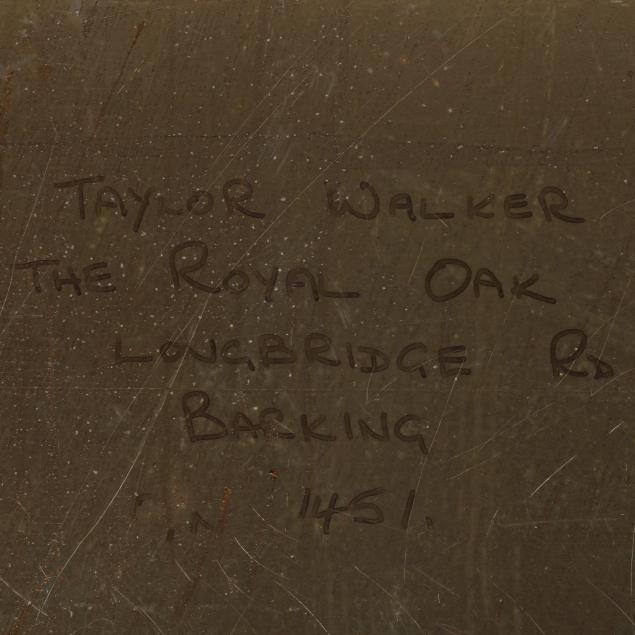 TAYLOR WALKER
THE ROYAL OAK
LONGBRIDGE RD
BARKING
1451.